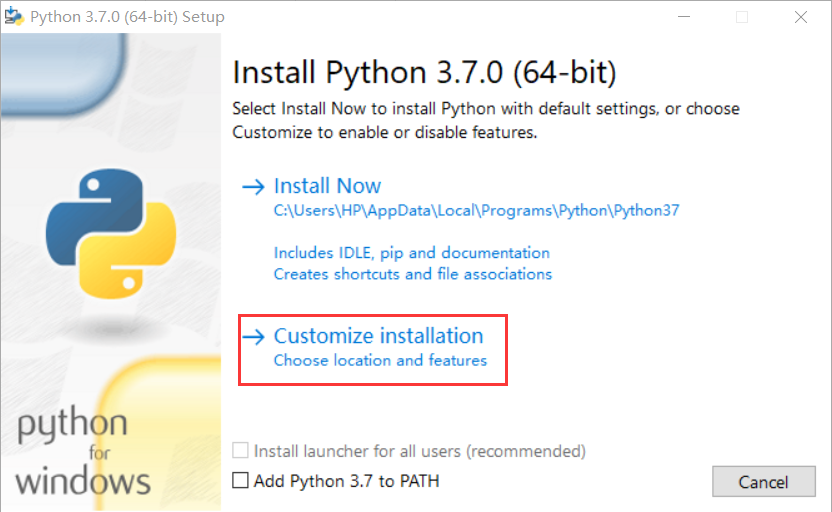 Python 3.7.0 (64-bit) Setup
Install Python 3.7.0 (64-bit)
Select Install Now to install Python with default settings, or choose
Customize to enable or disable features.
Install Now
C:\Users\HP\AppData\Local\Programs\Python\Python37
Includes IDLE, pip and documentation
Creates shortcuts and file associations
Customize installation
Choose location and features
python
for
windows
Install launcher for all users (recommended)
Add Python 3.7 to PATH
Cancel